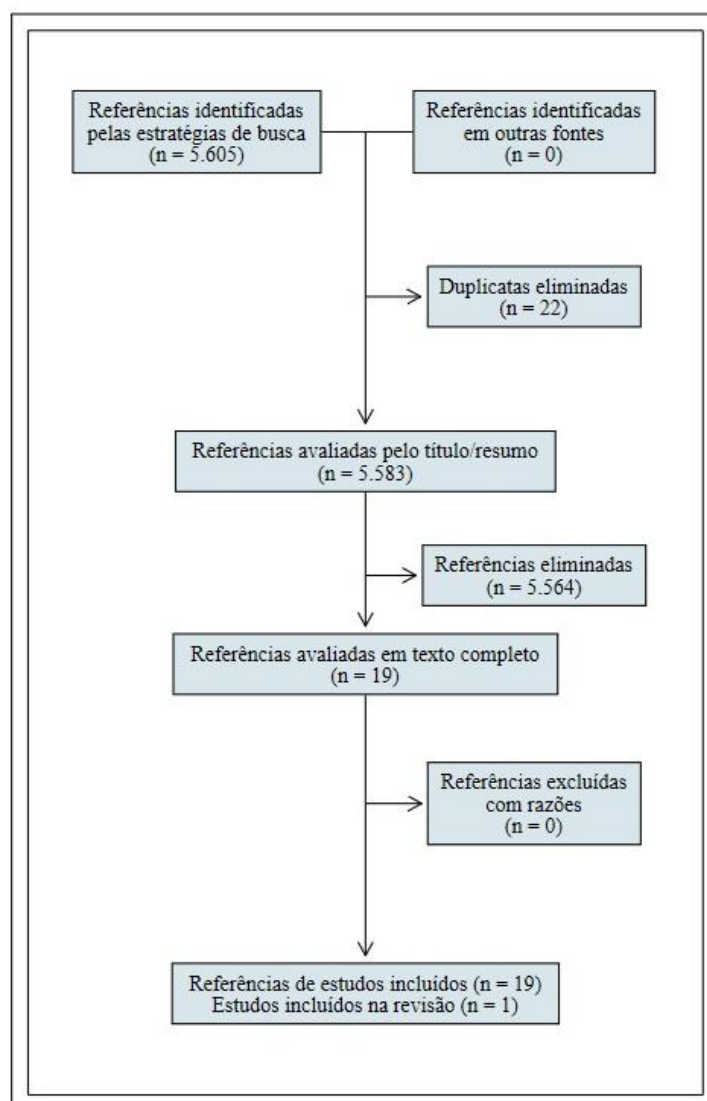 Referências identificadas
pelas estratégias de busca
(n = 5.605)
Referências identificadas
em outras fontes
(n = 0)
Duplicatas eliminadas
(n = 22)
Referências avaliadas pelo título/resumo
(n = 5.583)
Referências eliminadas
(n = 5.564)
Referências avaliadas em texto completo
(n = 19)
Referências excluídas
com razões
(n = 0)
Referências de estudos incluídos (n = 19)
Estudos incluídos na revisão (n = 1)